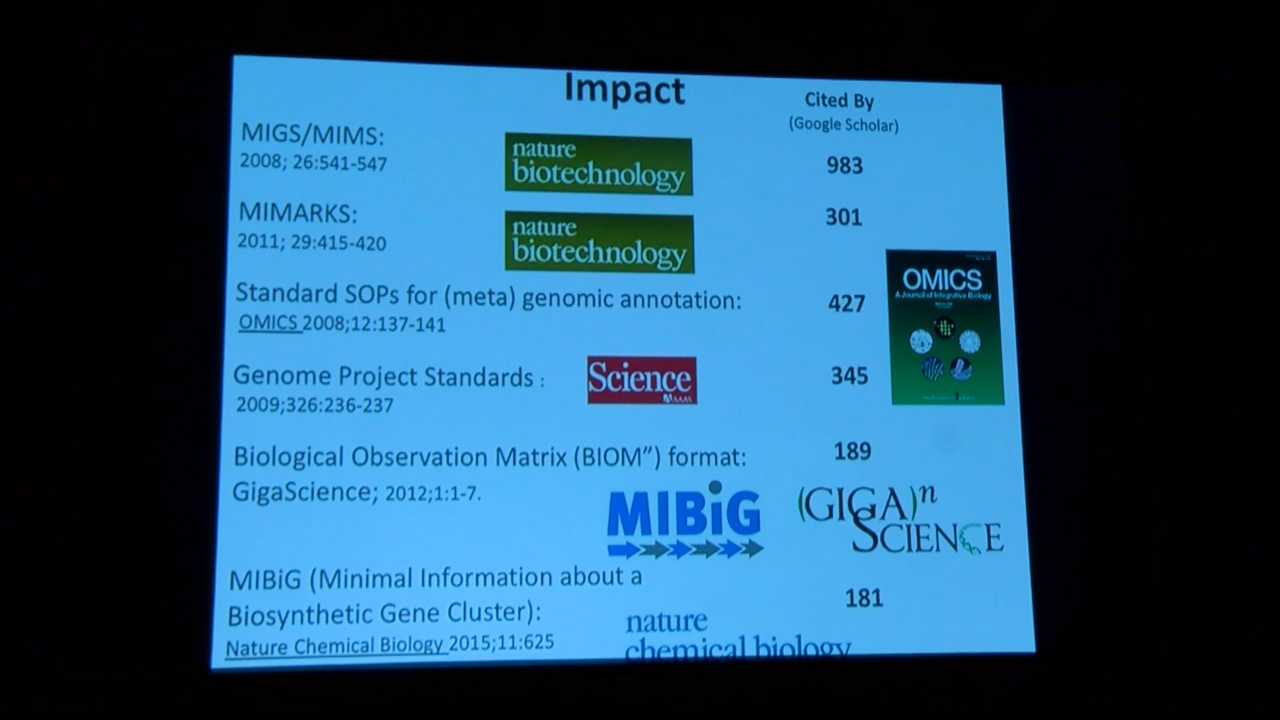 Impact
Cited By
(Google Scholar)
MIGS/MIMS:
2008; 26:541-547
nature
biotechnology
983
MIMARKS:
2011; 29:415-420
nature
biotechnology
301
Standard SOPs for (meta) genomic annotation:
OMICS 2008;12:137-141
427
OMICS
A Journal of Integrative Biology
Genome Project Standards :
2009;326:236-237
Science
AAAS
345
Biological Observation Matrix (BIOM”) format:
GigaScience; 2012;1:1-7.
189
MIBiG
(GIGA)n
SCIENCE
MIBiG (Minimal Information about a
Biosynthetic Gene Cluster):
Nature Chemical Biology 2015;11:625
181
nature
chemical biology